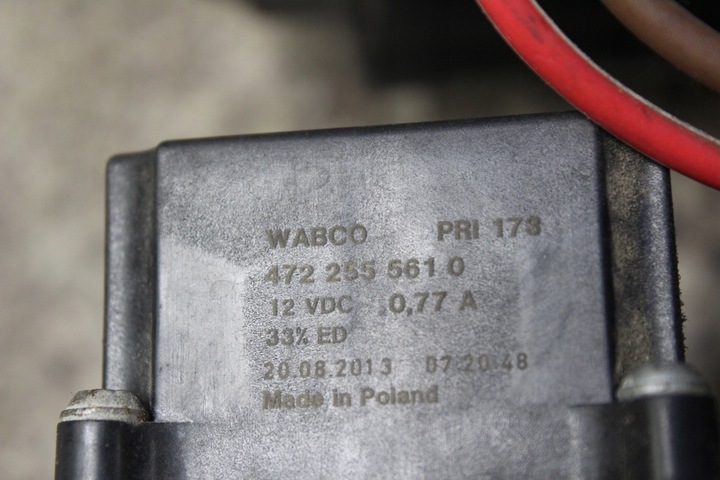 WABCO PRI 173
472 255 561 0
12 VDC 0,77 A
33% ED
20.08.2013 07:20:48
Made in Poland